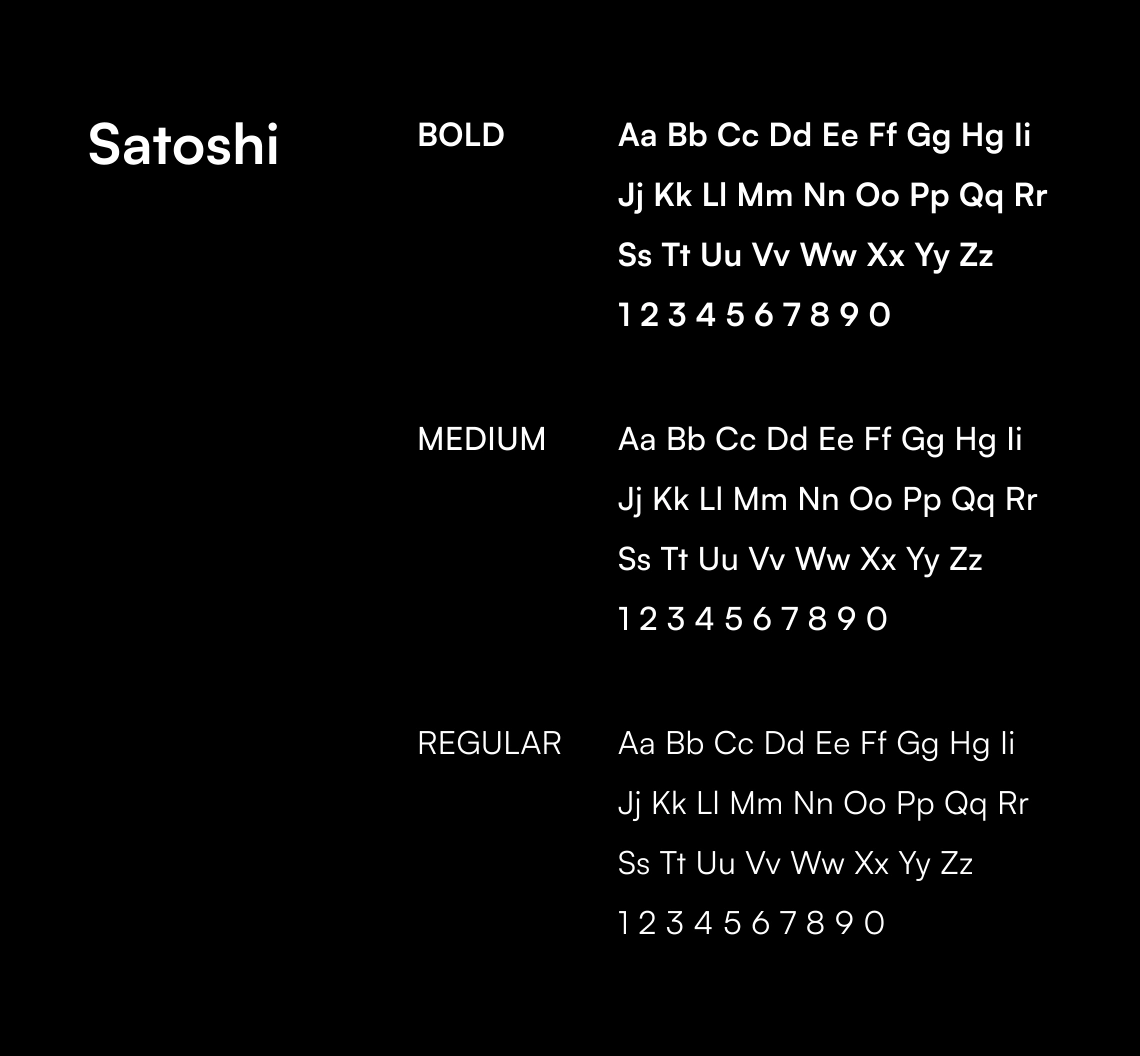 Satoshi
BOLD
Aa Bb Cc Dd Ee Ff Gg Hg Ii
Jj Kk Ll Mm Nn Oo Pp Qq Rr
Ss Tt Uu Vv Ww Xx Yy Zz
1 2 3 4 5 6 7 8 9 0
MEDIUM
Aa Bb Cc Dd Ee Ff Gg Hg Ii
Jj Kk Ll Mm Nn Oo Pp Qq Rr
Ss Tt Uu Vv Ww Xx Yy Zz
1 2 3 4 5 6 7 8 9 0
REGULAR
Aa Bb Cc Dd Ee Ff Gg Hg Ii
Jj Kk Ll Mm Nn Oo Pp Qq Rr
Ss Tt Uu Vv Ww Xx Yy Zz
1 2 3 4 5 6 7 8 9 0